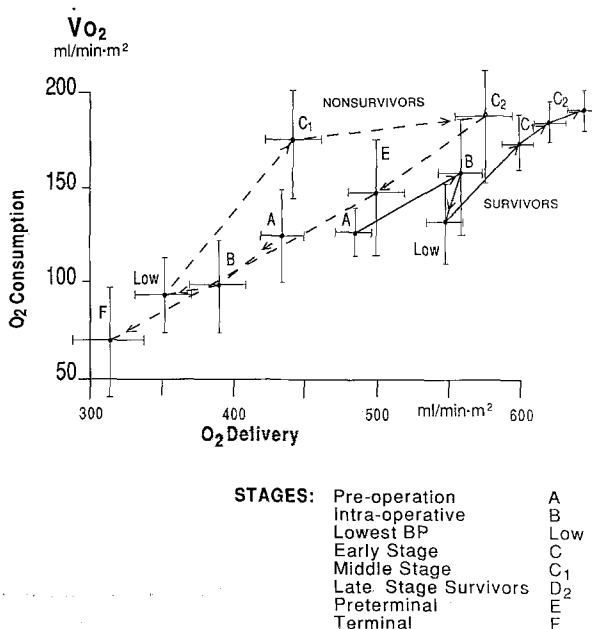 V̇O₂
ml/min·m²
200
150
100
50
O₂ Consumption
NONSURVIVORS
C₁
C₂
E
A
B
Low
F
A
B
Low
C₁
C₂
SURVIVORS
300
400
500
ml/min·m²
600
O₂ Delivery
STAGES: Pre-operation A
Intra-operative B
Lowest BP Low
Early Stage C
Middle Stage C₁
Late Stage Survivors D₂
Preterminal E
Terminal F